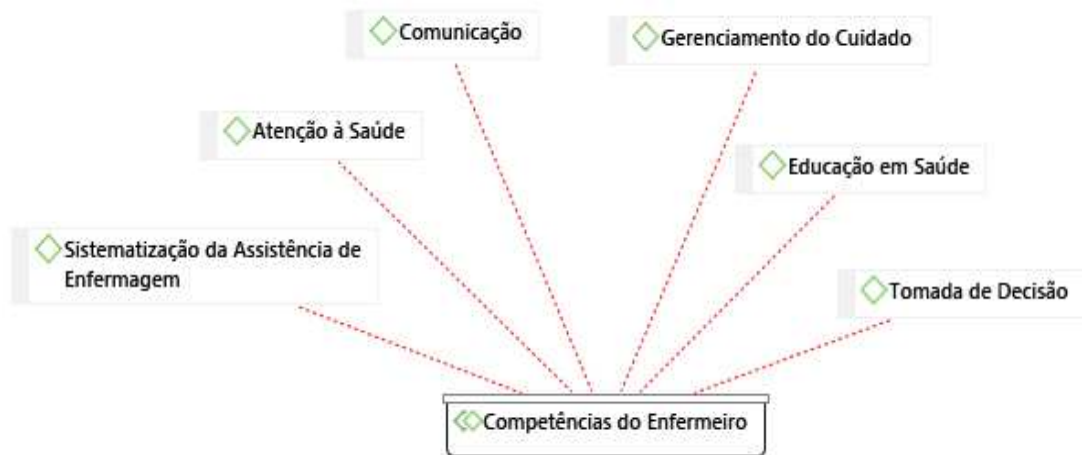 Comunicação
Gerenciamento do Cuidado
Atenção à Saúde
Educação em Saúde
Sistematização da Assistência de
Enfermagem
Tomada de Decisão
Competências do Enfermeiro